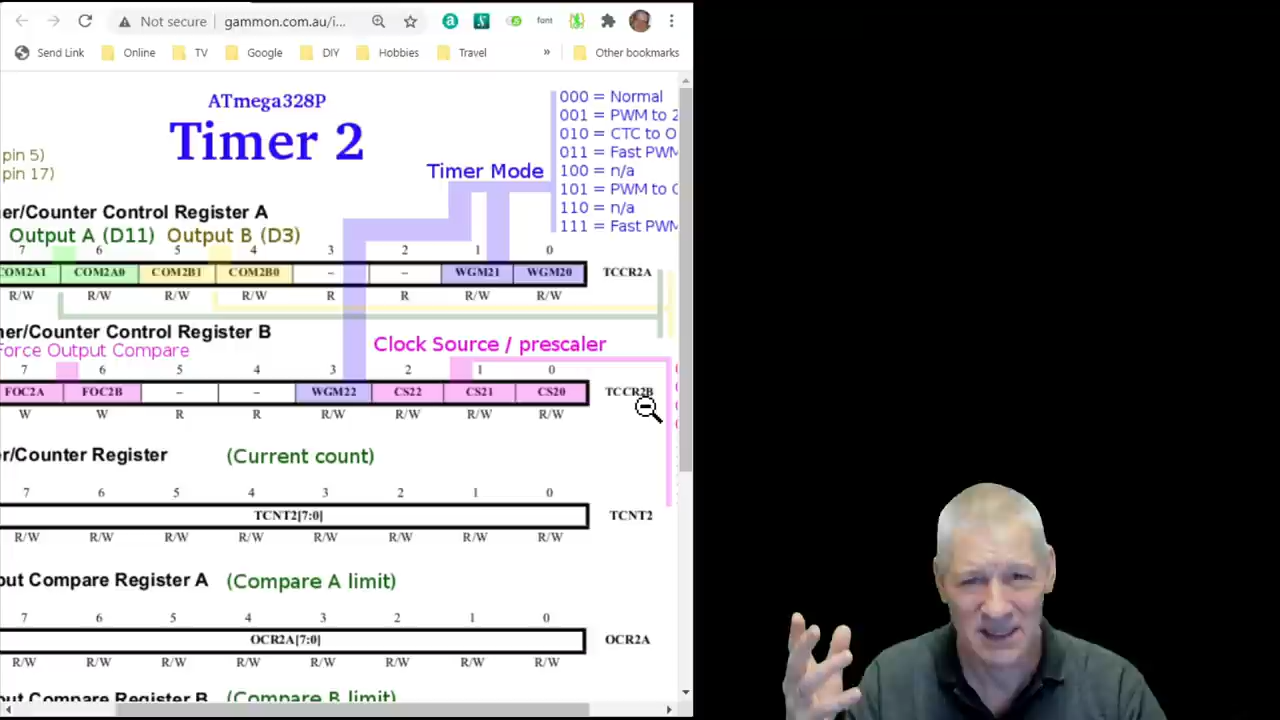 Not secure gammon.com.au/i... font
Send Link Online TV Google DIY Hobbies Travel » Other bookmarks
ATmega328P
Timer 2
pin 5)
pin 17)
Timer Mode
000 = Normal
001 = PWM to 2
010 = CTC to O
011 = Fast PWM
100 = n/a
101 = PWM to O
110 = n/a
111 = Fast PWM
er/Counter Control Register A
Output A (D11) Output B (D3)
7 6 5 4 3 2 1 0
COM2A1 COM2A0 COM2B1 COM2B0 – – WGM21 WGM20 TCCR2A
R/W R/W R/W R/W R R R/W R/W
er/Counter Control Register B
Force Output Compare
Clock Source / prescaler
7 6 5 4 3 2 1 0
FOC2A FOC2B – – WGM22 CS22 CS21 CS20 TCCR2B
W W R R R/W R/W R/W R/W
er/Counter Register (Current count)
7 6 5 4 3 2 1 0
TCNT2[7:0] TCNT2
R/W R/W R/W R/W R/W R/W R/W R/W
put Compare Register A (Compare A limit)
7 6 5 4 3 2 1 0
OCR2A[7:0] OCR2A
R/W R/W R/W R/W R/W R/W R/W R/W
put Compare Register B (Compare B limit)